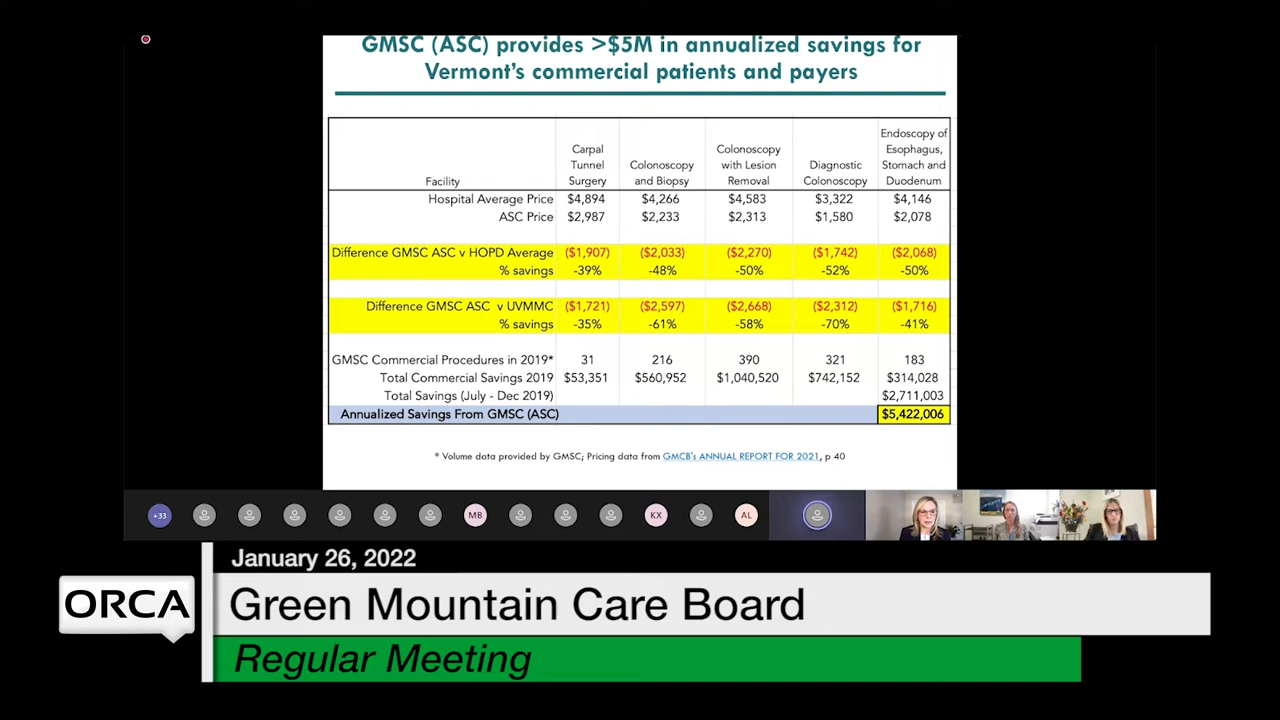 GMSC (ASC) provides >$5M in annualized savings for
Vermont's commercial patients and payers
Facility Carpal Tunnel Surgery Colonoscopy and Biopsy Colonoscopy with Lesion Removal Diagnostic Colonoscopy Endoscopy of Esophagus, Stomach and Duodenum
Hospital Average Price $4,894 $4,266 $4,583 $3,322 $4,146
ASC Price $2,987 $2,233 $2,313 $1,580 $2,078
Difference GMSC ASC v HOPD Average ($1,907) ($2,033) ($2,270) ($1,742) ($2,068)
% savings -39% -48% -50% -52% -50%
Difference GMSC ASC v UVMMC ($1,721) ($2,597) ($2,668) ($2,312) ($1,716)
% savings -35% -61% -58% -70% -41%
GMSC Commercial Procedures in 2019* 31 216 390 321 183
Total Commercial Savings 2019 $53,351 $560,952 $1,040,520 $742,152 $314,028
Total Savings (July - Dec 2019) $2,711,003
Annualized Savings From GMSC (ASC) $5,422,006
* Volume data provided by GMSC; Pricing data from GMCB's ANNUAL REPORT FOR 2021, p 40
+33 MB KX AL
January 26, 2022
ORCA
Green Mountain Care Board
Regular Meeting